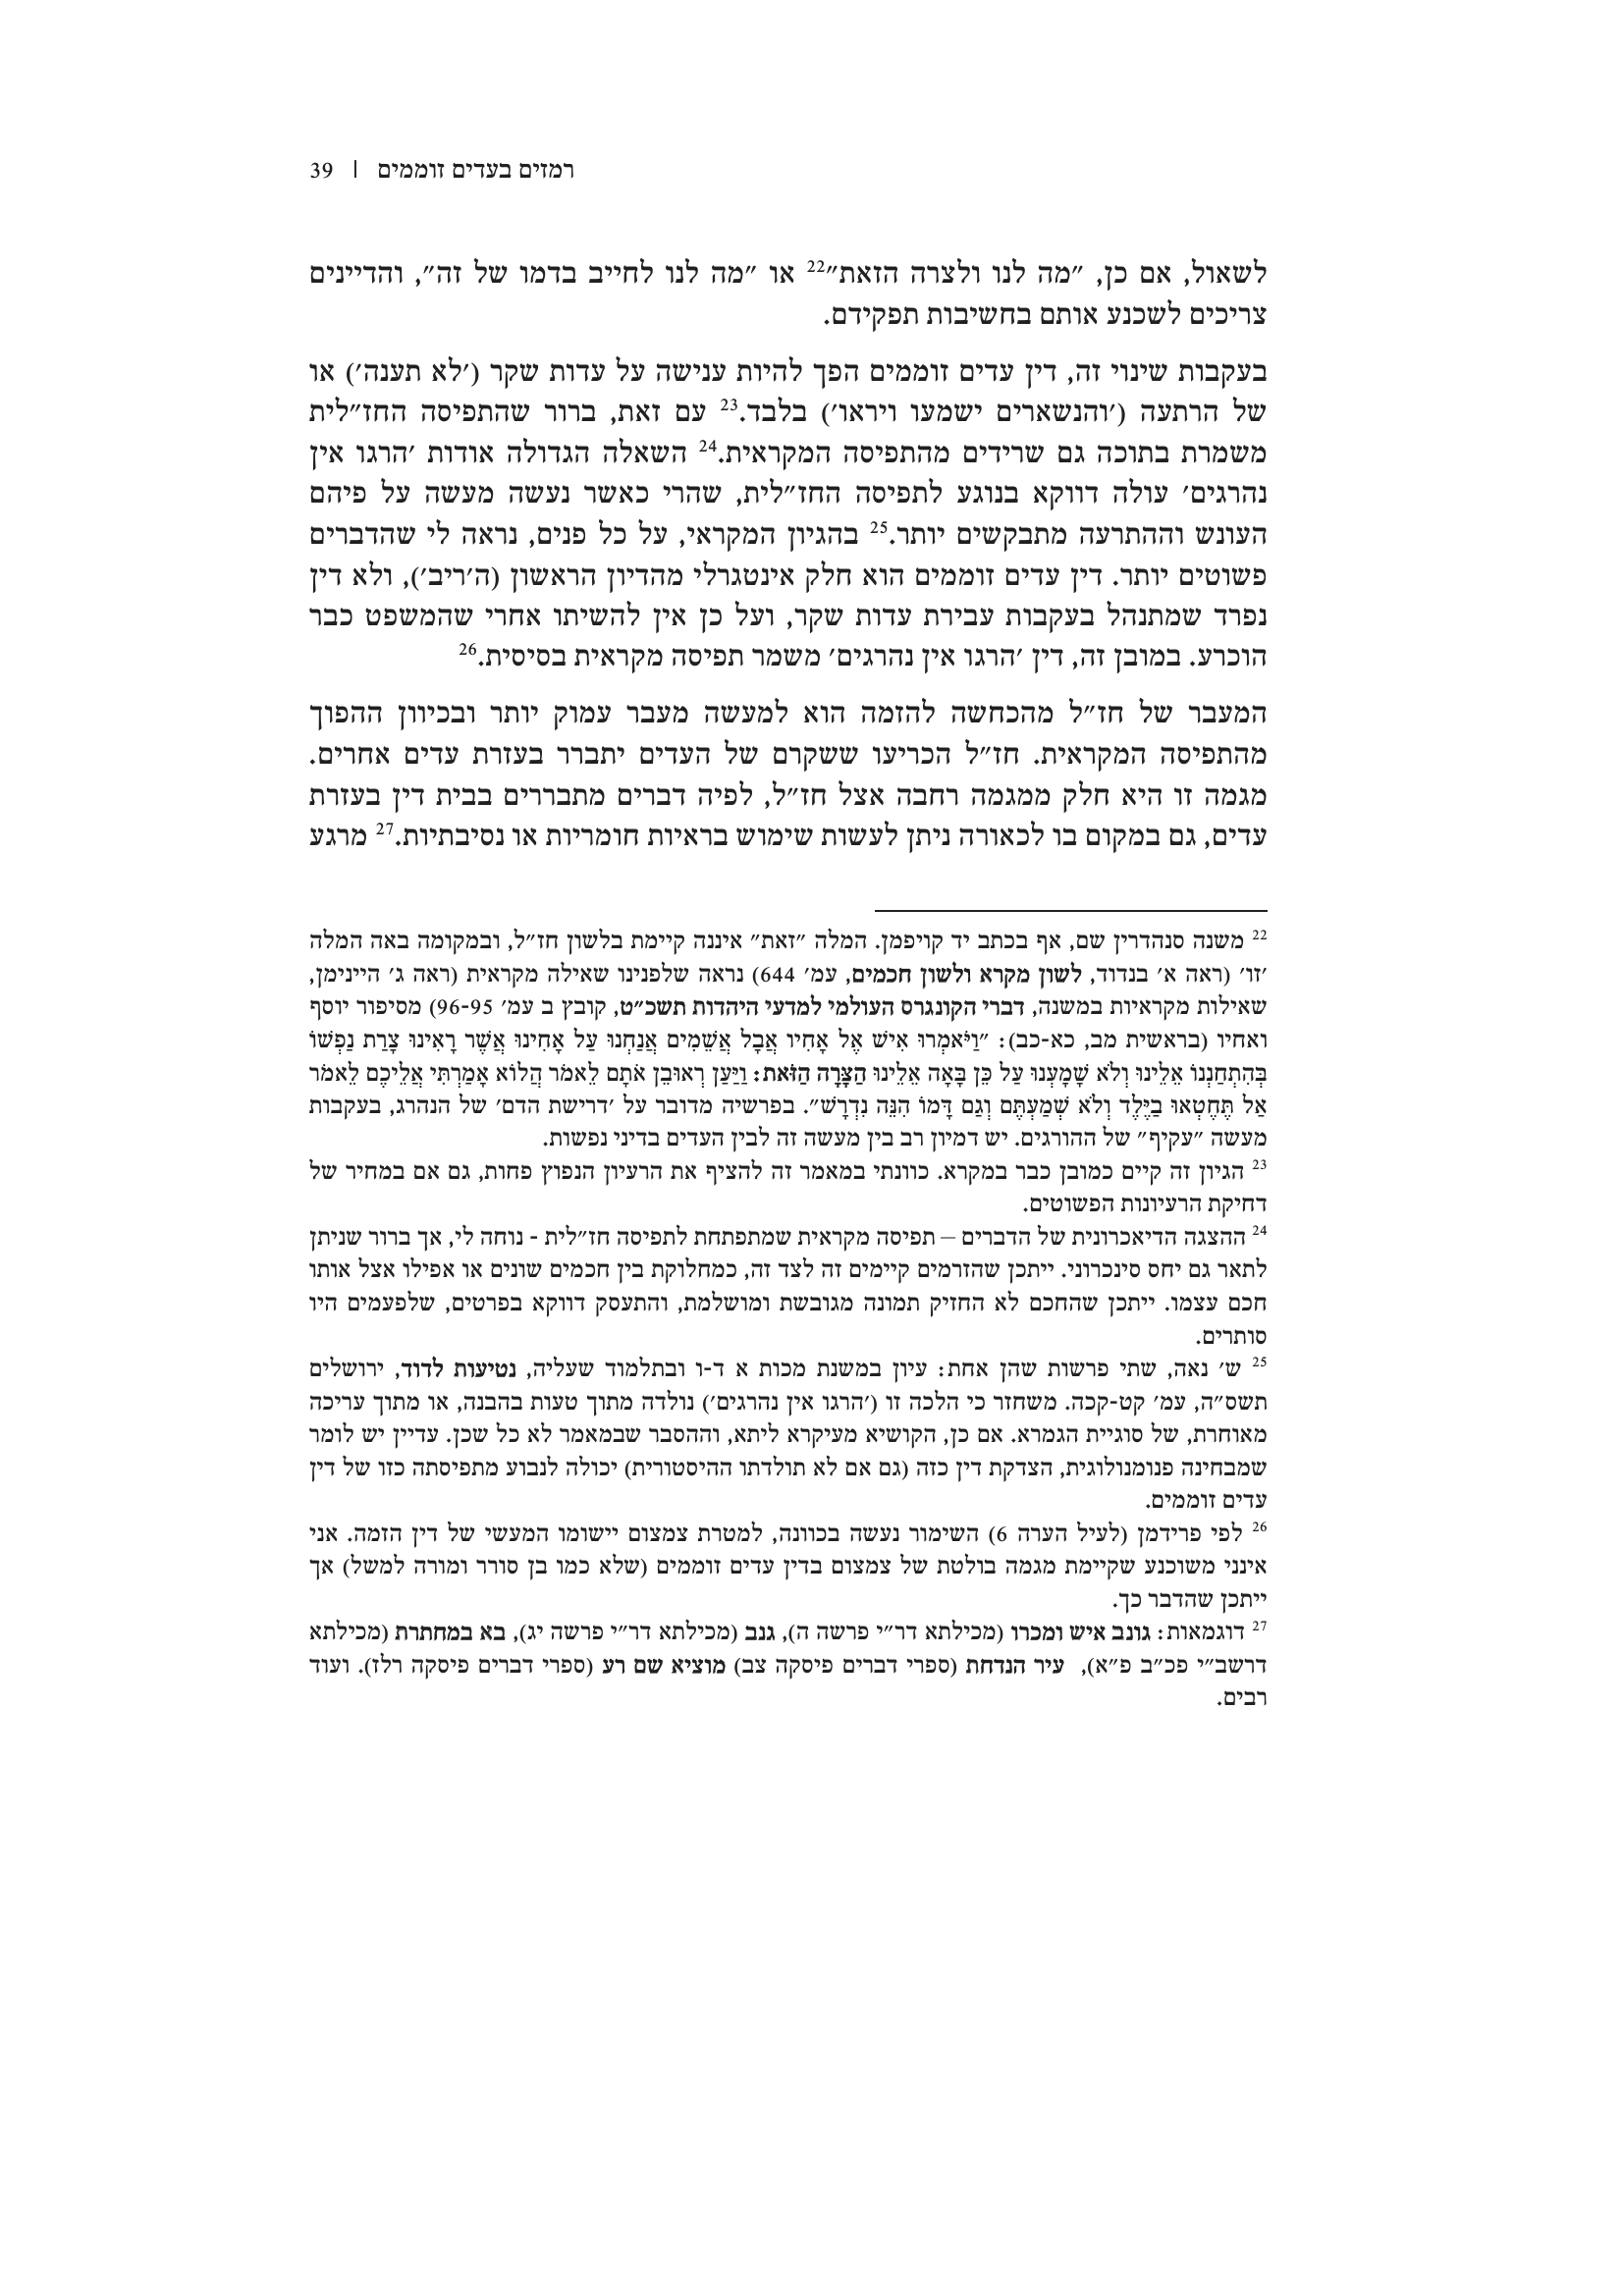 רמזים בעדים זוממים | 39
לשאול, אם כן, ״מה לנו ולצרה הזאת״22 או ״מה לנו לחייב בדמו של זה״, והדיינים
צריכים לשכנע אותם בחשיבות תפקידם.
בעקבות שינוי זה, דין עדים זוממים הפך להיות ענישה על עדות שקר (׳לא תענה׳) או
של הרתעה (׳והנשארים ישמעו ויראו׳) בלבד.23 עם זאת, ברור שהתפיסה החז״לית
משמרת בתוכה גם שרידים מהתפיסה המקראית.24 השאלה הגדולה אודות ׳הרגו אין
נהרגים׳ עולה דווקא בנוגע לתפיסה החז״לית, שהרי כאשר נעשה מעשה על פיהם
העונש וההתרעה מתבקשים יותר.25 בהגיון המקראי, על כל פנים, נראה לי שהדברים
פשוטים יותר. דין עדים זוממים הוא חלק אינטגרלי מהדיון הראשון (ה׳ריב׳), ולא דין
נפרד שמתנהל בעקבות עבירת עדות שקר, ועל כן אין להשיתו אחרי שהמשפט כבר
הוכרע. במובן זה, דין ׳הרגו אין נהרגים׳ משמר תפיסה מקראית בסיסית.26
המעבר של חז״ל מהכחשה להזמה הוא למעשה מעבר עמוק יותר ובכיוון ההפוך
מהתפיסה המקראית. חז״ל הכריעו ששקרם של העדים יתברר בעזרת עדים אחרים.
מגמה זו היא חלק ממגמה רחבה אצל חז״ל, לפיה דברים מתבררים בבית דין בעזרת
עדים, גם במקום בו לכאורה ניתן לעשות שימוש בראיות חומריות או נסיבתיות.27 מרגע
22 משנה סנהדרין שם, אף בכתב יד קויפמן. המלה ״זאת״ איננה קיימת בלשון חז״ל, ובמקומה באה המלה
׳זו׳ (ראה א׳ בנדוד, לשון מקרא ולשון חכמים, עמ׳ 644) נראה שלפנינו שאילה מקראית (ראה ג׳ היינימן,
שאילות מקראיות במשנה, דברי הקונגרס העולמי למדעי היהדות תשכ״ט, קובץ ב עמ׳ 96-95) מסיפור יוסף
ואחיו (בראשית מב, כא-כב): ״וַיֹּאמְרוּ אִישׁ אֶל אָחִיו אֲבָל אֲשֵׁמִים אֲנַחְנוּ עַל אָחִינוּ אֲשֶׁר רָאִינוּ צָרַת נַפְשׁוֹ
בְּהִתְחַנְנוֹ אֵלֵינוּ וְלֹא שָׁמָעְנוּ עַל כֵּן בָּאָה אֵלֵינוּ הַצָּרָה הַזֹּאת: וַיַּעַן רְאוּבֵן אֹתָם לֵאמֹר הֲלוֹא אָמַרְתִּי אֲלֵיכֶם לֵאמֹר
אַל תֶּחֶטְאוּ בַיֶּלֶד וְלֹא שְׁמַעְתֶּם וְגַם דָּמוֹ הִנֵּה נִדְרָשׁ״. בפרשיה מדובר על ׳דרישת הדם׳ של הנהרג, בעקבות
מעשה ״עקיף״ של ההורגים. יש דמיון רב בין מעשה זה לבין העדים בדיני נפשות.
23 הגיון זה קיים כמובן כבר במקרא. כוונתי במאמר זה להציף את הרעיון הנפוץ פחות, גם אם במחיר של
דחיקת הרעיונות הפשוטים.
24 ההצגה הדיאכרונית של הדברים – תפיסה מקראית שמתפתחת לתפיסה חז״לית - נוחה לי, אך ברור שניתן
לתאר גם יחס סינכרוני. ייתכן שהזרמים קיימים זה לצד זה, כמחלוקת בין חכמים שונים או אפילו אצל אותו
חכם עצמו. ייתכן שהחכם לא החזיק תמונה מגובשת ומושלמת, והתעסק דווקא בפרטים, שלפעמים היו
סותרים.
25 ש׳ נאה, שתי פרשות שהן אחת: עיון במשנת מכות א ד-ו ובתלמוד שעליה, נטיעות לדוד, ירושלים
תשס״ה, עמ׳ קט-קכה. משחזר כי הלכה זו (׳הרגו אין נהרגים׳) נולדה מתוך טעות בהבנה, או מתוך עריכה
מאוחרת, של סוגיית הגמרא. אם כן, הקושיא מעיקרא ליתא, וההסבר שבמאמר לא כל שכן. עדיין יש לומר
שמבחינה פנומנולוגית, הצדקת דין כזה (גם אם לא תולדתו ההיסטורית) יכולה לנבוע מתפיסתה כזו של דין
עדים זוממים.
26 לפי פרידמן (לעיל הערה 6) השימור נעשה בכוונה, למטרת צמצום יישומו המעשי של דין הזמה. אני
אינני משוכנע שקיימת מגמה בולטת של צמצום בדין עדים זוממים (שלא כמו בן סורר ומורה למשל) אך
ייתכן שהדבר כך.
27 דוגמאות: גונב איש ומכרו (מכילתא דר״י פרשה ה), גנב (מכילתא דר״י פרשה יג), בא במחתרת (מכילתא
דרשב״י פכ״ב פ״א), עיר הנדחת (ספרי דברים פיסקה צב) מוציא שם רע (ספרי דברים פיסקה רלז). ועוד
רבים.